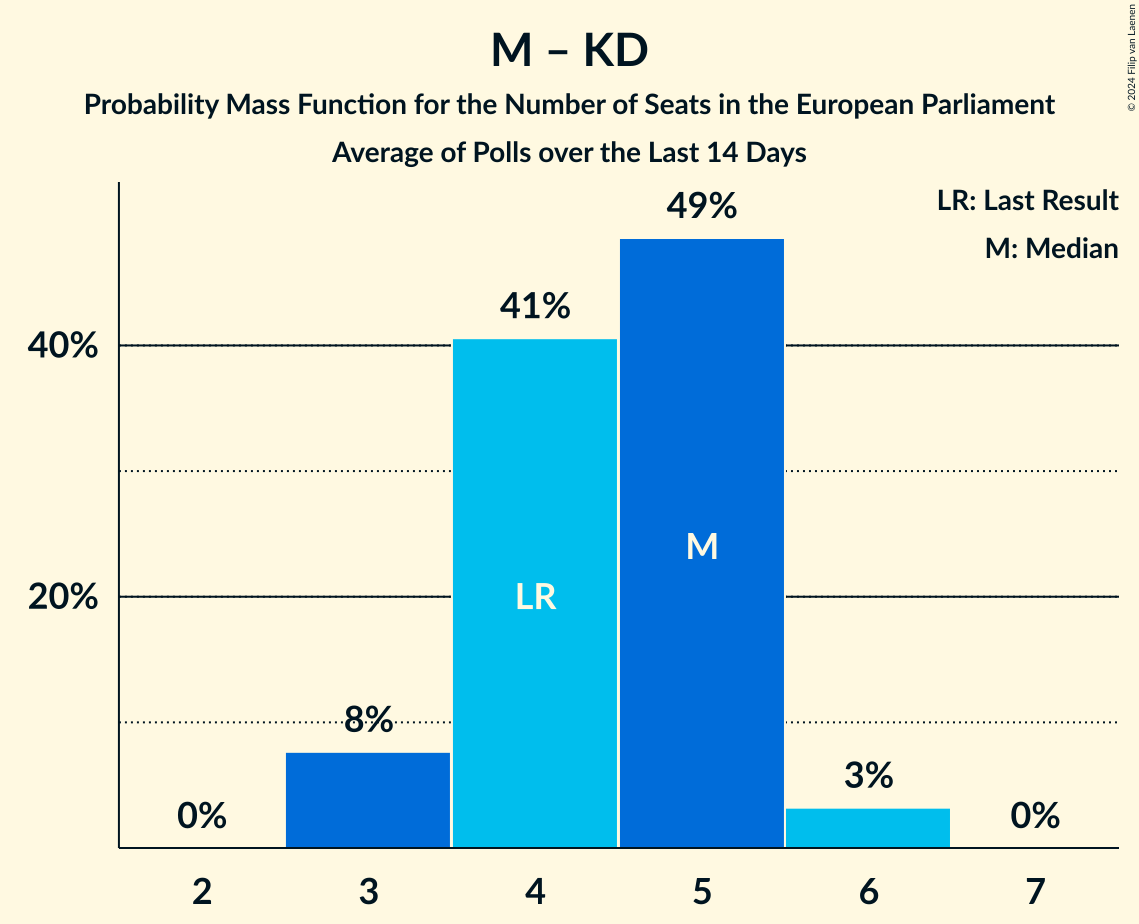 M – KD
Probability Mass Function for the Number of Seats in the European Parliament
Average of Polls over the Last 14 Days
© 2024 Filip van Laenen
LR: Last Result
M: Median
49%
41%
40%
M
LR
20%
8%
3%
0%
0%
2 3 4 5 6 7